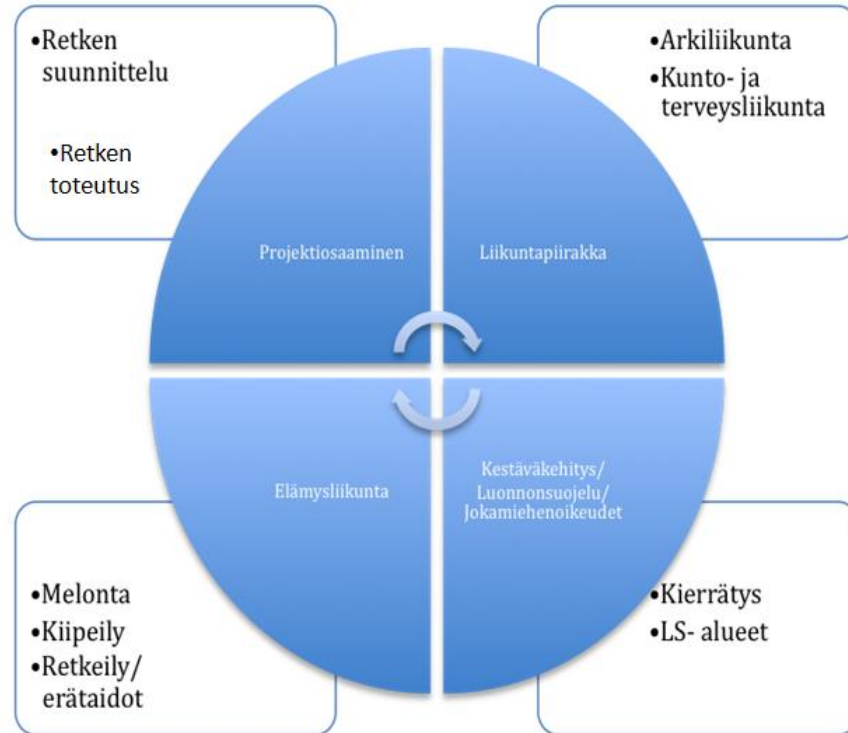 •Retken
suunnittelu
•Retken
toteutus
•Arkiliikunta
•Kunto- ja
terveysliikunta
Projektiosaaminen
Liikuntapiirakka
Elämysliikunta
Kestäväkehitys/
Luonnonsuojelu/
Jokamiehenoikeudet
•Melonta
•Kiipeily
•Retkeily/
erätaidot
•Kierrätys
•LS- alueet